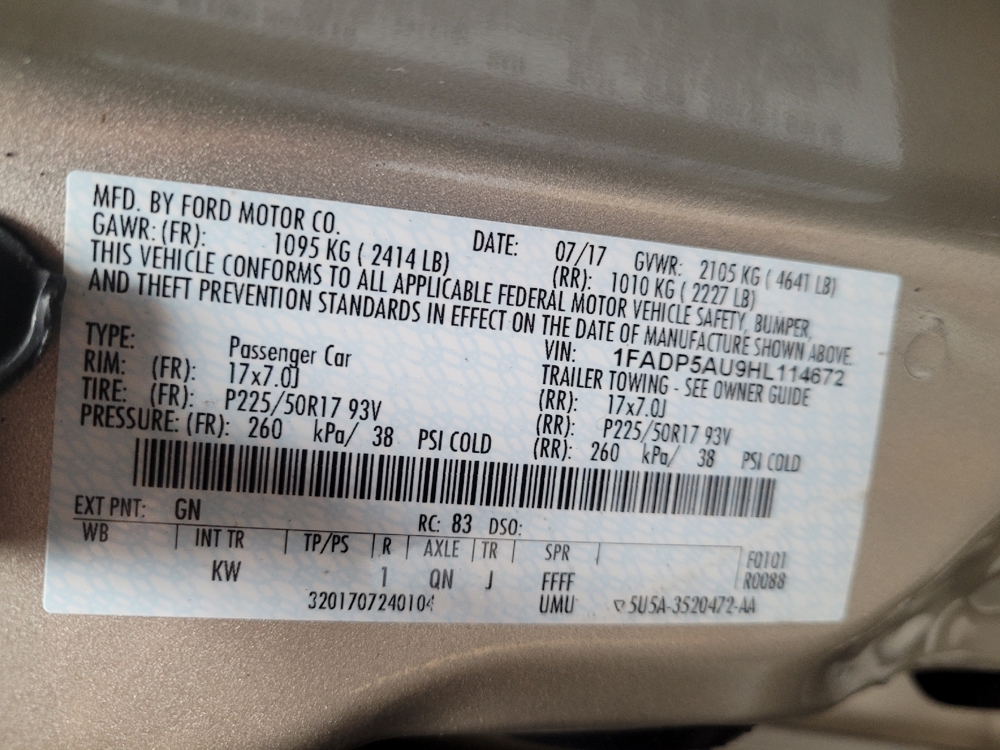 MFD. BY FORD MOTOR CO. DATE: 07/17 GVWR: 2105 KG ( 4641 LB)
GAWR: (FR): 1095 KG ( 2414 LB) (RR): 1010 KG ( 2227 LB)
THIS VEHICLE CONFORMS TO ALL APPLICABLE FEDERAL MOTOR VEHICLE SAFETY, BUMPER,
AND THEFT PREVENTION STANDARDS IN EFFECT ON THE DATE OF MANUFACTURE SHOWN ABOVE.
VIN: 1FADP5AU9HL114672
TYPE: Passenger Car TRAILER TOWING - SEE OWNER GUIDE
RIM: (FR): 17x7.0J (RR): 17x7.0J
TIRE: (FR): P225/50R17 93V (RR): P225/50R17 93V
PRESSURE: (FR): 260 kPa/ 38 PSI COLD (RR): 260 kPa/ 38 PSI COLD
EXT PNT: GN RC: 83 DSO:
WB INT TR TP/PS R AXLE TR SPR F0101
KW 1 QN J FFFF R0088
3201707240104 UMU ▽5U5A-3520472-AA